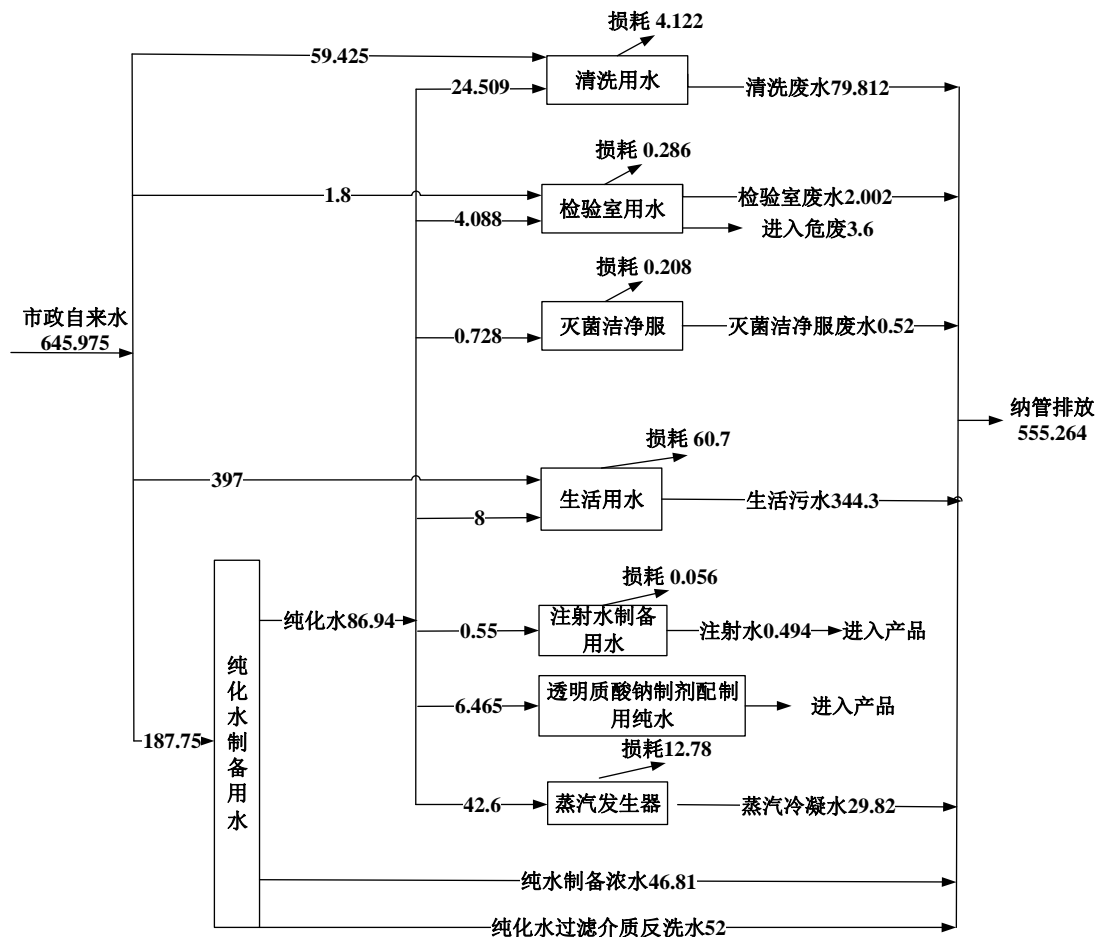 损耗 4.122
59.425
清洗用水
24.509
清洗废水79.812
损耗 0.286
1.8
检验室用水
检验室废水2.002
4.088
进入危废3.6
损耗 0.208
市政自来水
645.975
0.728
灭菌洁净服
灭菌洁净服废水0.52
纳管排放
555.264
损耗 60.7
397
生活用水
生活污水344.3
8
损耗 0.056
纯化水86.94
0.55
注射水制备
用水
注射水0.494
进入产品
纯化水制备用水
6.465
透明质酸钠制剂配制
用纯水
进入产品
187.75
损耗12.78
42.6
蒸汽发生器
蒸汽冷凝水29.82
纯水制备浓水46.81
纯化水过滤介质反洗水52